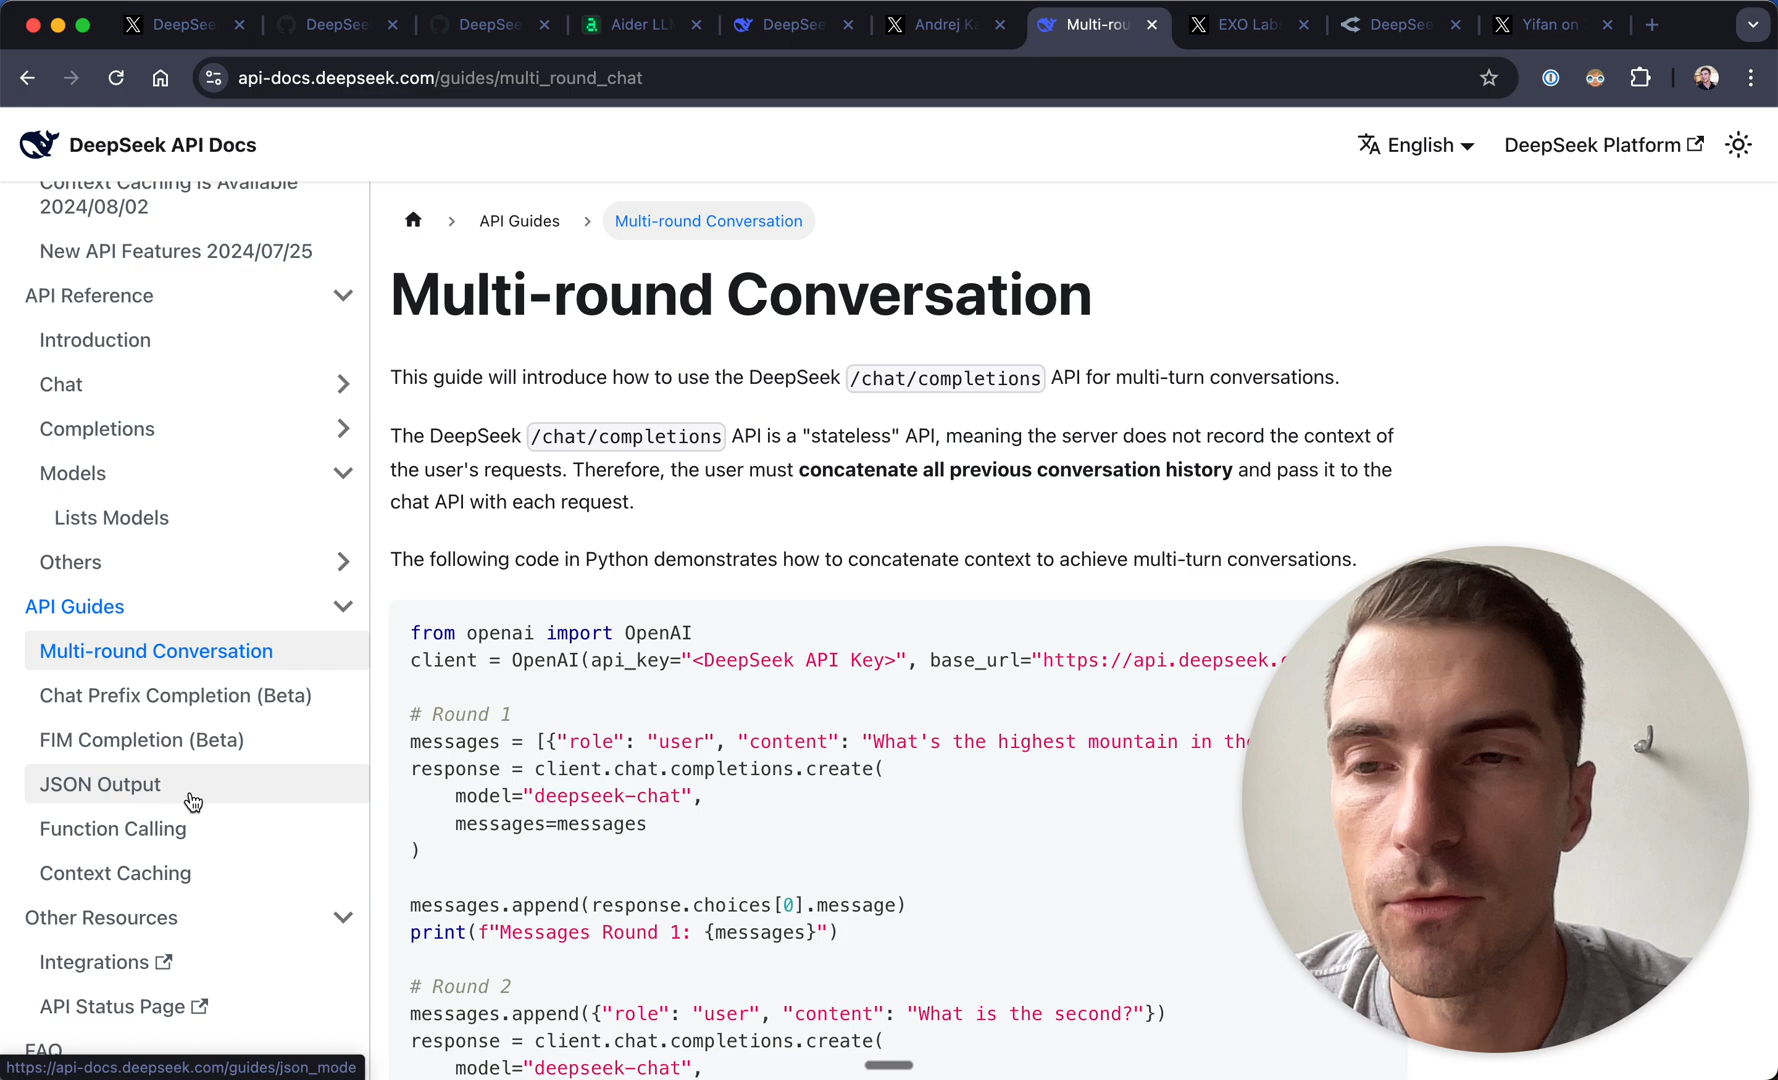 DeepSee
DeepSee
DeepSee
Aider LL
DeepSee
Andrej K
Multi-rou
EXO Lab
DeepSee
Yifan on
api-docs.deepseek.com/guides/multi_round_chat
DeepSeek API Docs
English
DeepSeek Platform
Context Caching is Available
2024/08/02
New API Features 2024/07/25
API Reference
Introduction
Chat
Completions
Models
Lists Models
Others
API Guides
Multi-round Conversation
Chat Prefix Completion (Beta)
FIM Completion (Beta)
JSON Output
Function Calling
Context Caching
Other Resources
Integrations
API Status Page
FAQ
https://api-docs.deepseek.com/guides/json_mode
API Guides
Multi-round Conversation
Multi-round Conversation
This guide will introduce how to use the DeepSeek /chat/completions API for multi-turn conversations.
The DeepSeek /chat/completions API is a "stateless" API, meaning the server does not record the context of
the user's requests. Therefore, the user must concatenate all previous conversation history and pass it to the
chat API with each request.
The following code in Python demonstrates how to concatenate context to achieve multi-turn conversations.
from openai import OpenAI
client = OpenAI(api_key="<DeepSeek API Key>", base_url="https://api.deepseek.
# Round 1
messages = [{"role": "user", "content": "What's the highest mountain in the
response = client.chat.completions.create(
    model="deepseek-chat",
    messages=messages
)
messages.append(response.choices[0].message)
print(f"Messages Round 1: {messages}")
# Round 2
messages.append({"role": "user", "content": "What is the second?"})
response = client.chat.completions.create(
    model="deepseek-chat",